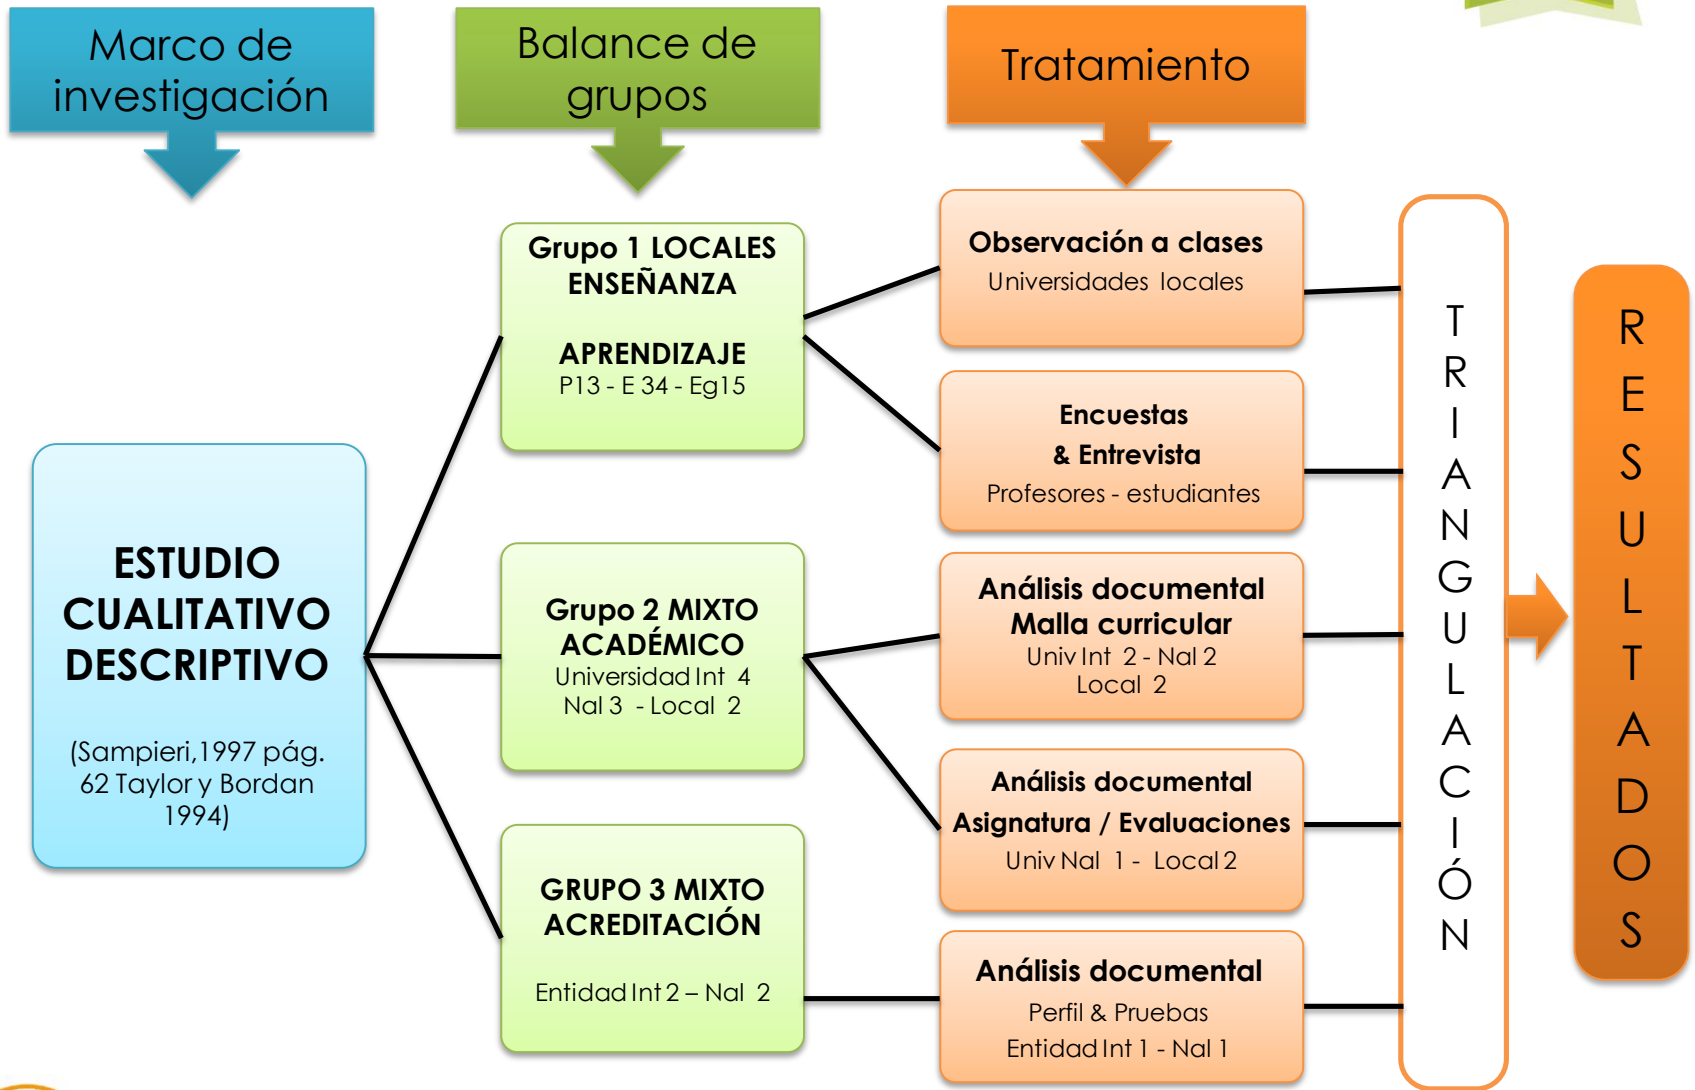 Marco de
investigación
Balance de
grupos
Tratamiento
ESTUDIO
CUALITATIVO
DESCRIPTIVO
(Sampieri,1997 pág.
62 Taylor y Bordan
1994)
Grupo 1 LOCALES
ENSEÑANZA
APRENDIZAJE
P13 - E 34 - Eg15
Grupo 2 MIXTO
ACADÉMICO
Universidad Int 4
Nal 3 - Local 2
GRUPO 3 MIXTO
ACREDITACIÓN
Entidad Int 2 – Nal 2
Observación a clases
Universidades locales
Encuestas
& Entrevista
Profesores - estudiantes
Análisis documental
Malla curricular
Univ Int 2 - Nal 2
Local 2
Análisis documental
Asignatura / Evaluaciones
Univ Nal 1 - Local 2
Análisis documental
Perfil & Pruebas
Entidad Int 1 - Nal 1
TRIANGULACIÓN
RESULTADOS